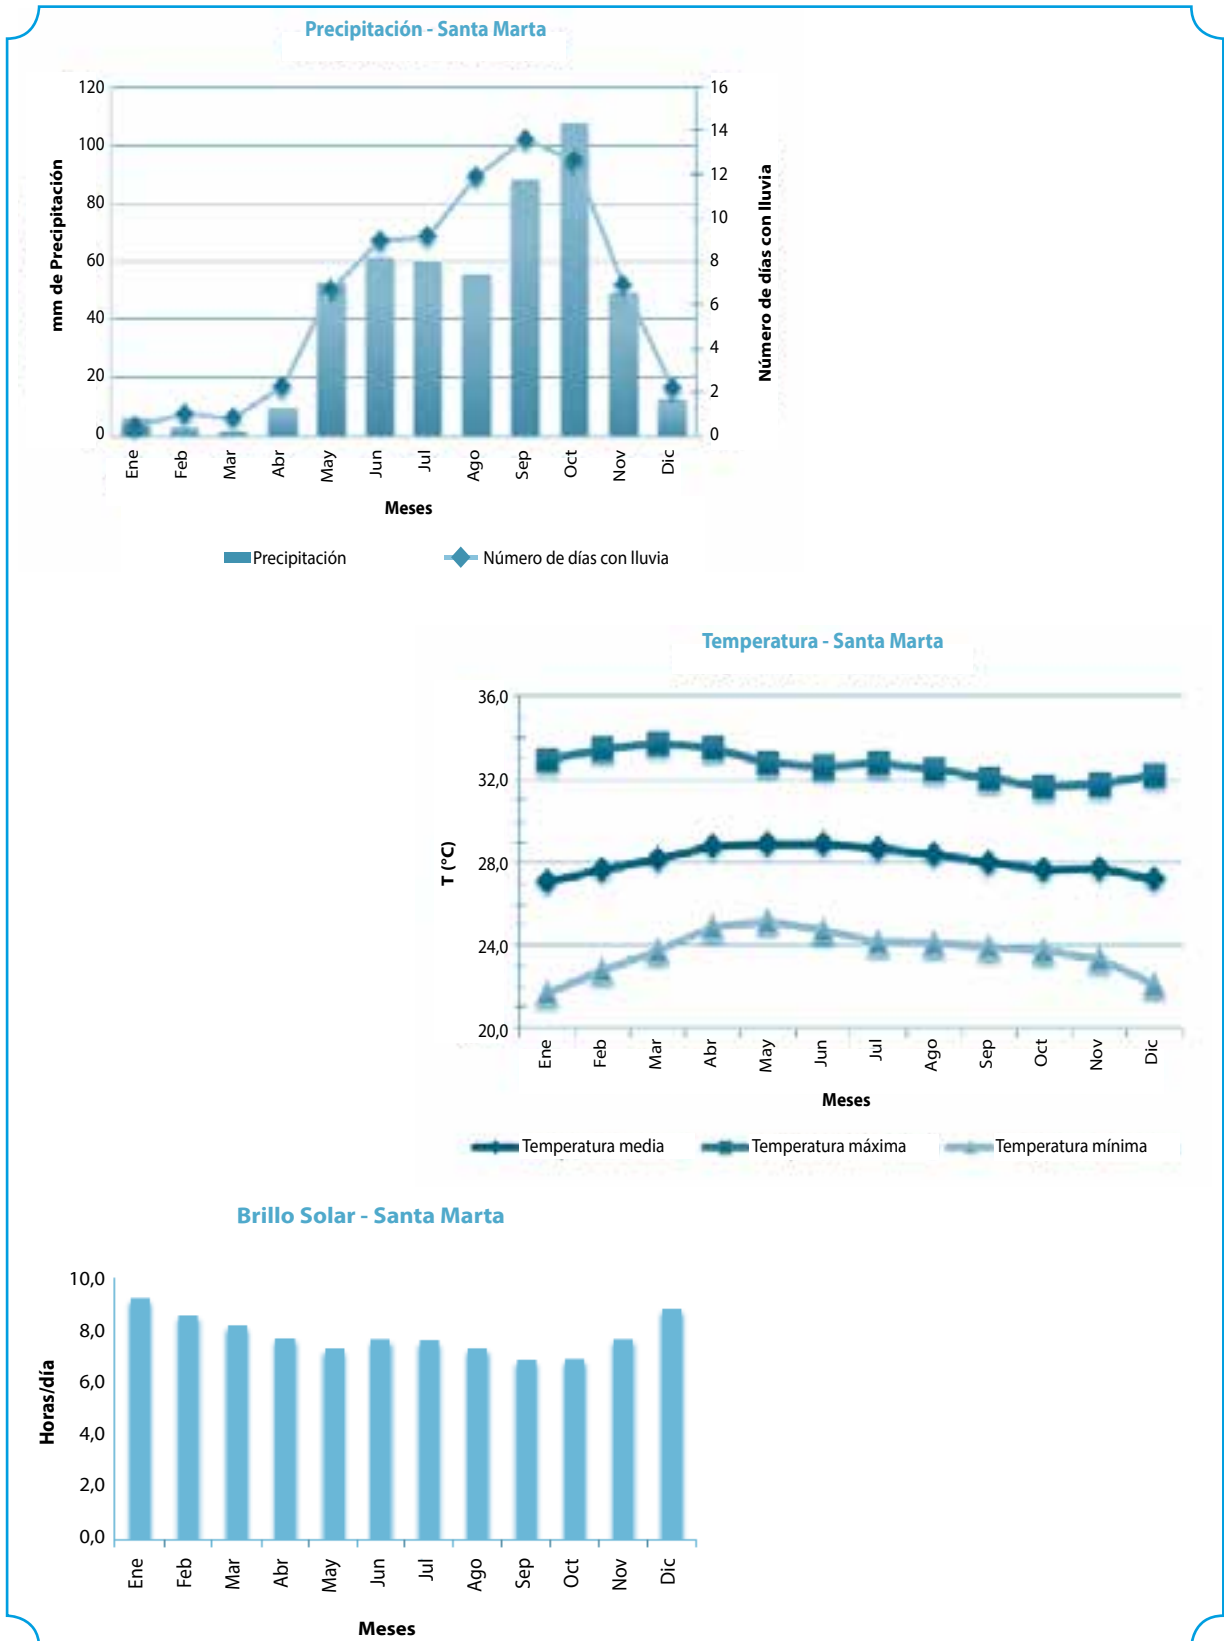 Precipitación - Santa Marta
mm de Precipitación
120
100
80
60
40
20
0
16
14
12
10
8
6
4
2
0
Número de días con lluvia
Ene Feb Mar Abr May Jun Jul Ago Sep Oct Nov Dic
Meses
Precipitación Número de días con lluvia
Temperatura - Santa Marta
T (°C)
36,0
32,0
28,0
24,0
20,0
Ene Feb Mar Abr May Jun Jul Ago Sep Oct Nov Dic
Meses
Temperatura media Temperatura máxima Temperatura mínima
Brillo Solar - Santa Marta
Horas/día
10,0
8,0
6,0
4,0
2,0
0,0
Ene Feb Mar Abr May Jun Jul Ago Sep Oct Nov Dic
Meses